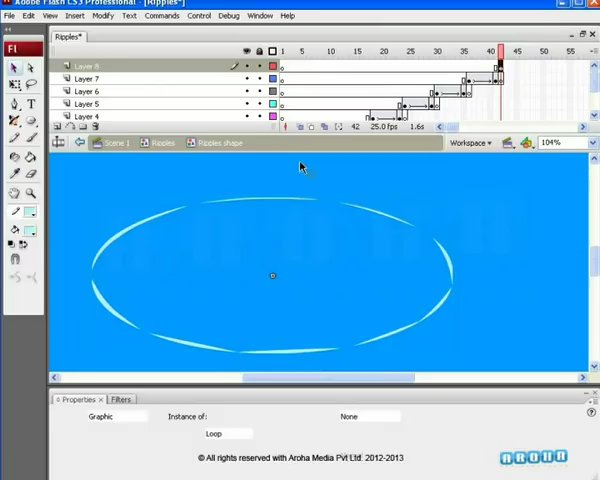 Adobe Flash CS3 Professional - [Ripples*]
File Edit View Insert Modify Text Commands Control Debug Window Help
Ripples*
Fl
1 5 10 15 20 25 30 35 40 45 50 55
Layer 8
Layer 7
Layer 6
Layer 5
Layer 4
42 25.0 fps 1.6s
Scene 1 Ripples Ripples shape Workspace 104%
Properties Filters
Graphic Instance of: None
Loop
© All rights reserved with Aroha Media Pvt Ltd. 2012-2013
AROHA